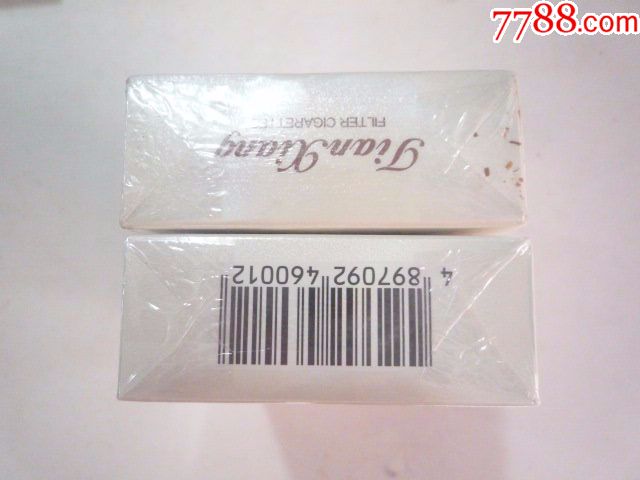 7788.com
Tian Xiang
FILTER CIGARETTES
4 897092 460012